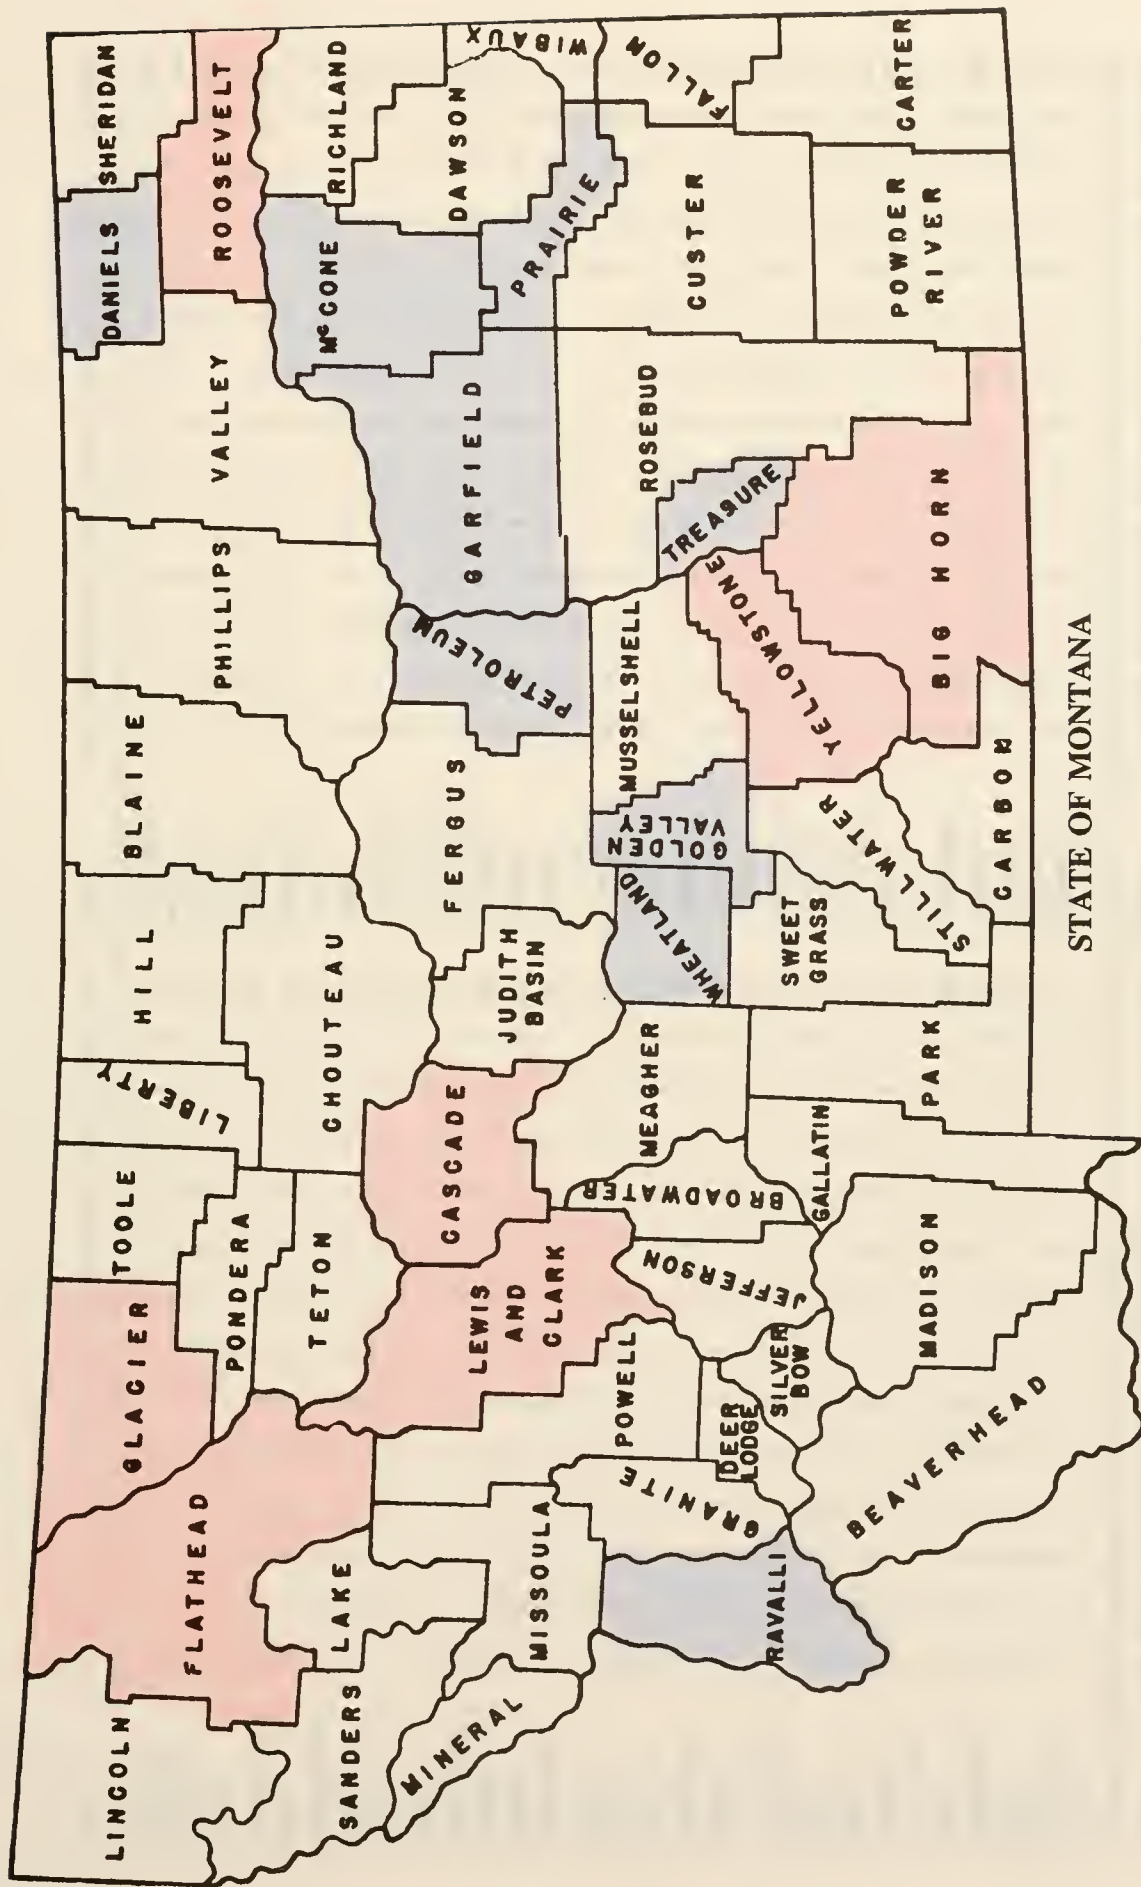 LINCOLN
FLATHEAD
GLACIER
TOOLE
LIBERTY
HILL
BLAINE
PHILLIPS
VALLEY
DANIELS
SHERIDAN
ROOSEVELT
SANDERS
LAKE
PONDERA
TETON
CHOUTEAU
MCCONE
RICHLAND
MINERAL
MISSOULA
LEWIS
AND
CLARK
CASCADE
JUDITH
BASIN
FERGUS
PETROLEUM
GARFIELD
PRAIRIE
DAWSON
WIBAUX
POWELL
GRANITE
RAVALLI
DEER
LODGE
SILVER
BOW
JEFFERSON
BROADWATER
MEAGHER
WHEATLAND
GOLDEN
VALLEY
MUSSELSHELL
ROSEBUD
TREASURE
CUSTER
FALLON
BEAVERHEAD
MADISON
GALLATIN
PARK
SWEET
GRASS
STILLWATER
CARBON
YELLOWSTONE
BIG HORN
POWDER
RIVER
CARTER
STATE OF MONTANA